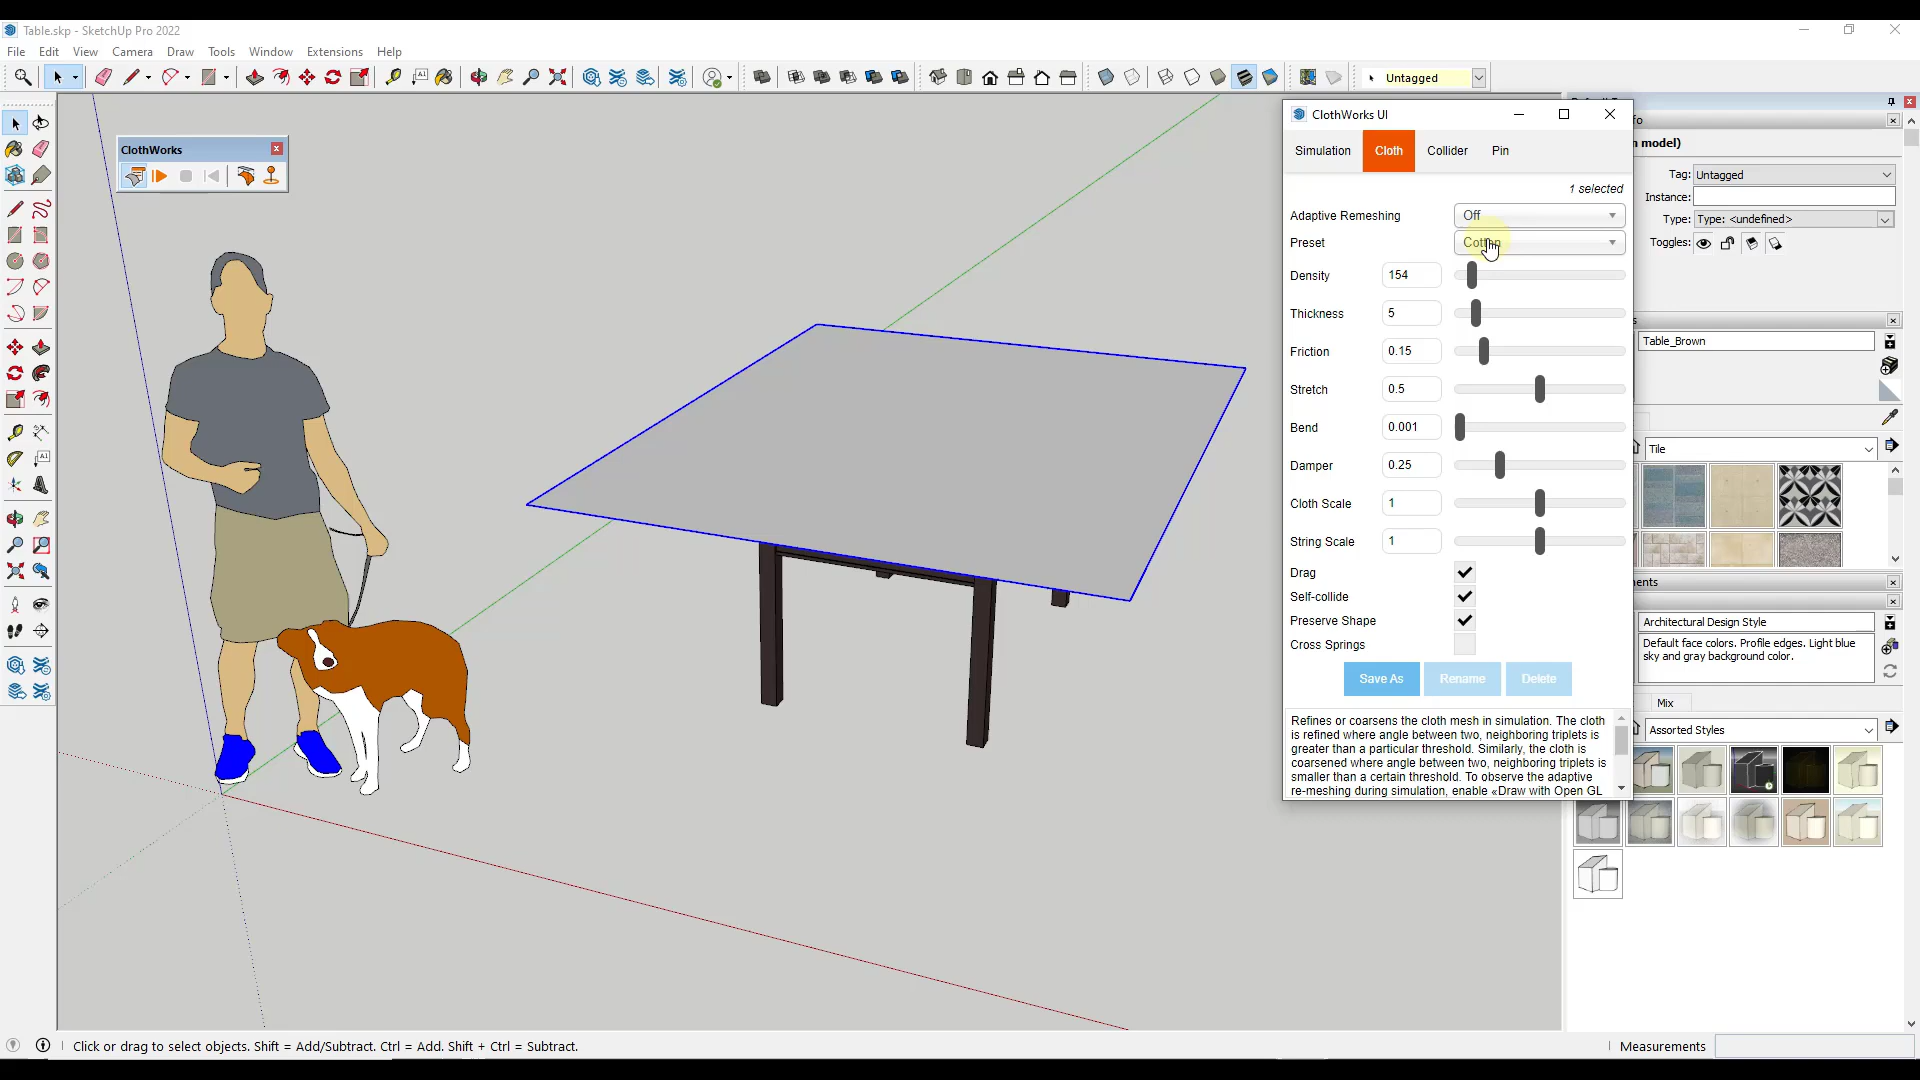 Table.skp - SketchUp Pro 2022
File Edit View Camera Draw Tools Window Extensions Help
Untagged
ClothWorks
ClothWorks UI
Simulation Cloth Collider Pin
1 selected
Adaptive Remeshing Off
Preset
Density 154
Thickness 5
Friction 0.15
Stretch 0.5
Bend 0.001
Damper 0.25
Cloth Scale 1
String Scale 1
Drag
Self-collide
Preserve Shape
Cross Springs
Save As Rename Delete
Refines or coarsens the cloth mesh in simulation. The cloth
is refined where angle between two, neighboring triplets is
greater than a particular threshold. Similarly, the cloth is
coarsened where angle between two, neighboring triplets is
smaller than a certain threshold. To observe the adaptive
re-meshing during simulation, enable «Draw with Open GL
fo
n model)
Tag: Untagged
Instance:
Type: Type: <undefined>
Toggles:
s
Table_Brown
Tile
nents
Architectural Design Style
Default face colors. Profile edges. Light blue
sky and gray background color.
Mix
Assorted Styles
Click or drag to select objects. Shift = Add/Subtract. Ctrl = Add. Shift + Ctrl = Subtract.
Measurements